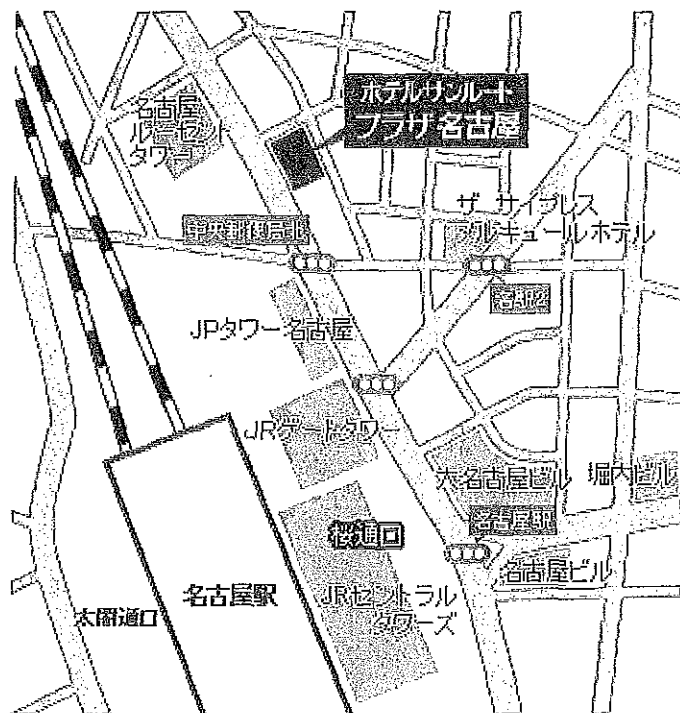 名古屋
ルーセント
タワー
ホテルサンルート
プラザ 名古屋
ザ サイプレス
メルキュールホテル
中央郵便局北
名駅2
JPタワー名古屋
JRゲートタワー
大名古屋ビル
堀内ビル
名古屋駅
桜通口
名古屋ビル
名古屋駅
太閤通口
JRセントラル
タワーズ